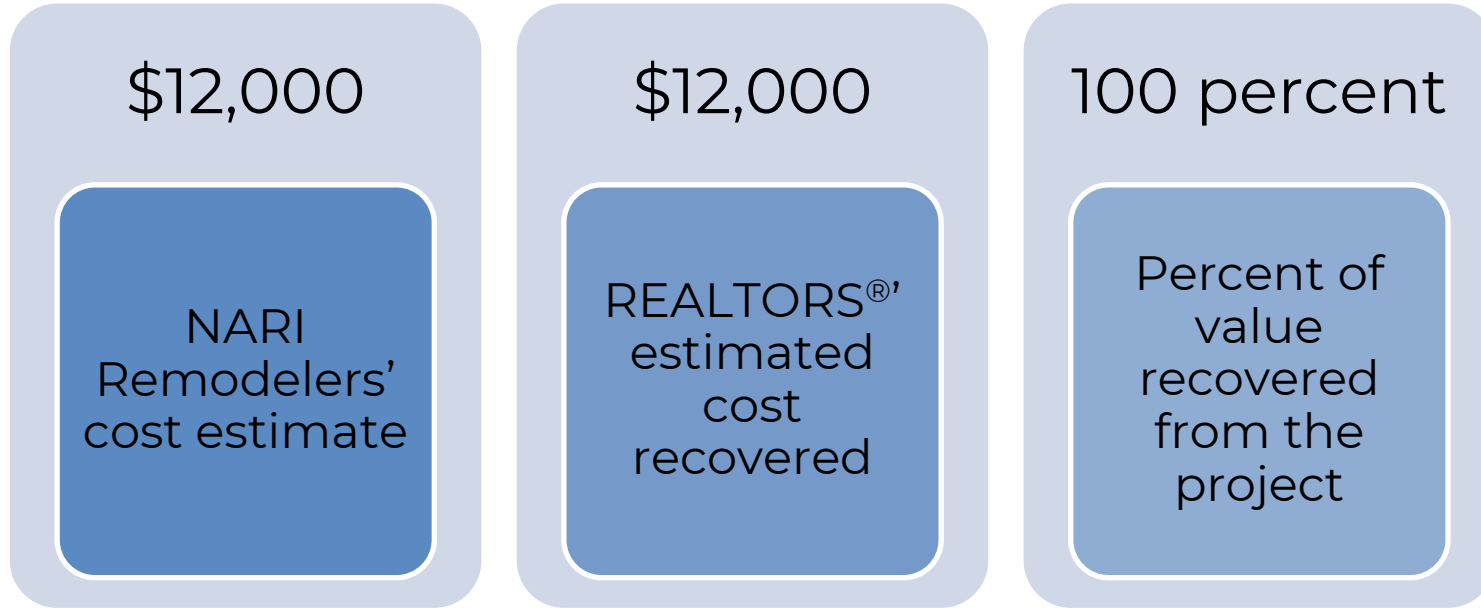 $12,000
NARI
Remodelers’
cost estimate
$12,000
REALTORS®’
estimated
cost
recovered
100 percent
Percent of
value
recovered
from the
project